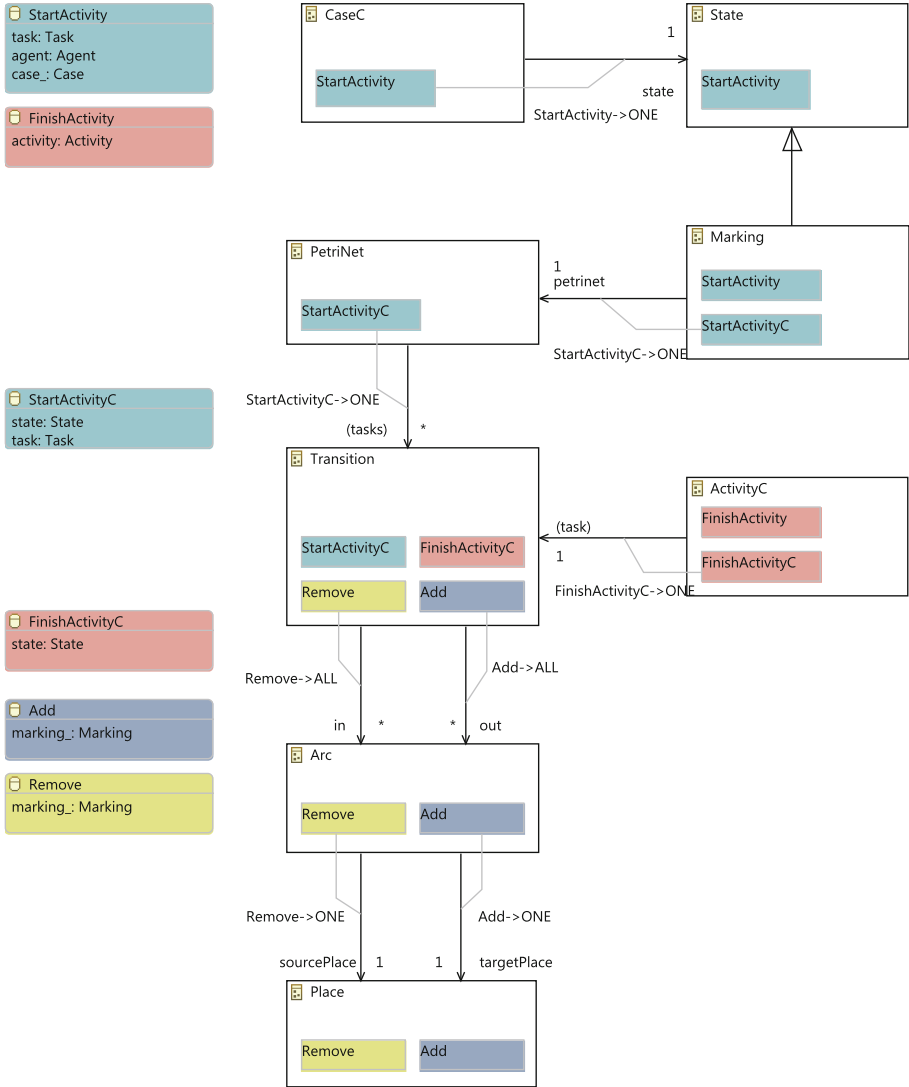 StartActivity
task: Task
agent: Agent
case_: Case
FinishActivity
activity: Activity
CaseC
StartActivity
1
state
StartActivity->ONE
State
StartActivity
PetriNet
StartActivityC
1
petrinet
StartActivityC->ONE
Marking
StartActivity
StartActivityC
StartActivityC
state: State
task: Task
StartActivityC->ONE
(tasks) *
Transition
StartActivityC FinishActivityC
Remove Add
(task)
1
FinishActivityC->ONE
ActivityC
FinishActivity
FinishActivityC
FinishActivityC
state: State
Add
marking_: Marking
Remove
marking_: Marking
Remove->ALL
Add->ALL
in * * out
Arc
Remove Add
Remove->ONE
Add->ONE
sourcePlace 1 1 targetPlace
Place
Remove Add